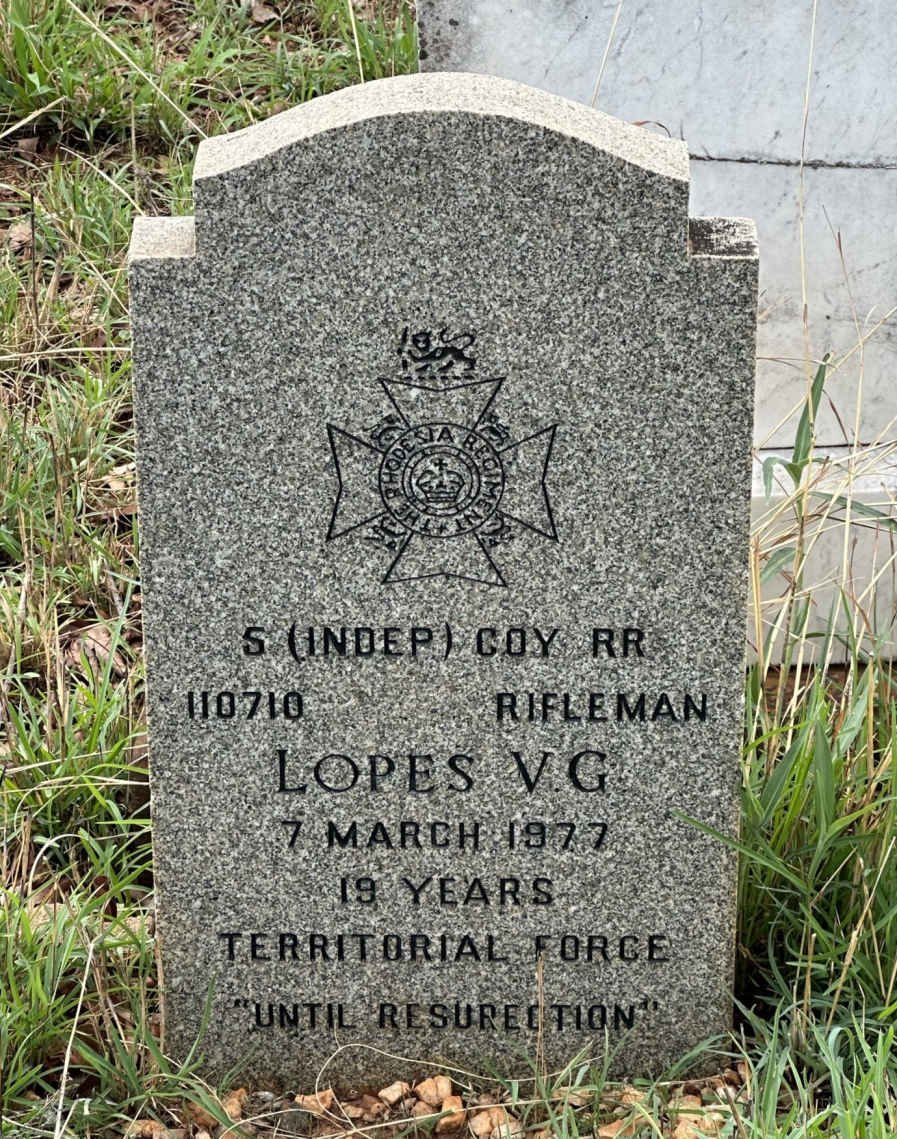 THE RHODESIA REGIMENT
5 (INDEP) COY RR
110710 RIFLEMAN
LOPES V.G
7 MARCH 1977
19 YEARS
TERRITORIAL FORCE
"UNTIL RESURECTION"